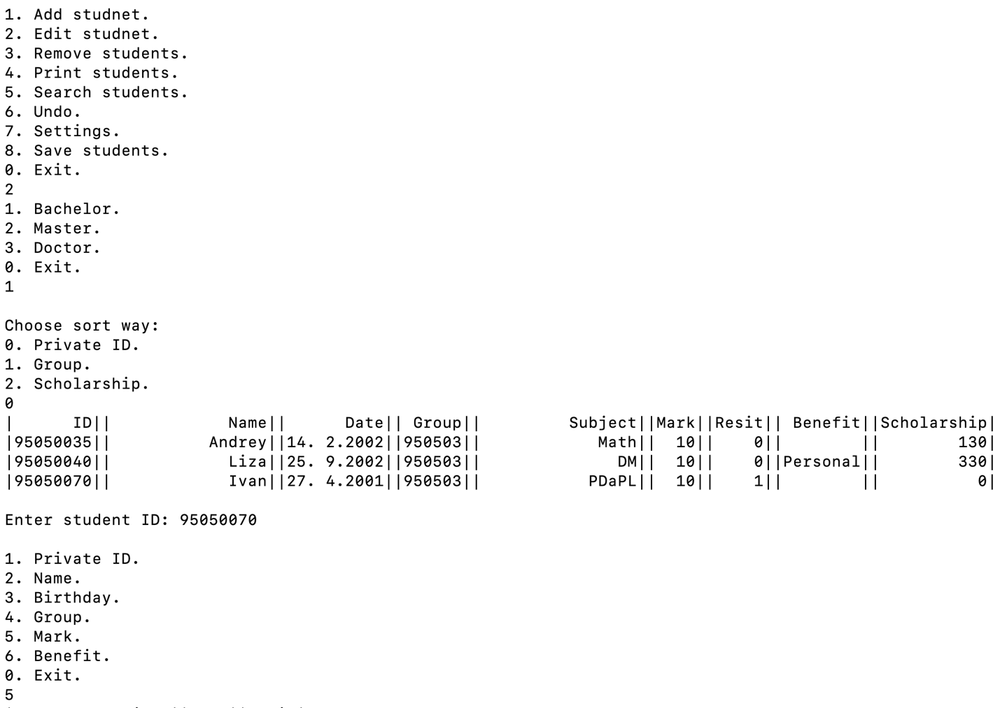 1. Add studnet.
2. Edit studnet.
3. Remove students.
4. Print students.
5. Search students.
6. Undo.
7. Settings.
8. Save students.
0. Exit.
2
1. Bachelor.
2. Master.
3. Doctor.
0. Exit.
1
Choose sort way:
0. Private ID.
1. Group.
2. Scholarship.
0
|      ID||            Name||      Date|| Group||         Subject||Mark||Resit|| Benefit||Scholarship|
|95050035||          Andrey||14. 2.2002||950503||            Math||  10||    0||        ||        130|
|95050040||            Liza||25. 9.2002||950503||              DM||  10||    0||Personal||        330|
|95050070||            Ivan||27. 4.2001||950503||           PDaPL||  10||    1||        ||          0|
Enter student ID: 95050070
1. Private ID.
2. Name.
3. Birthday.
4. Group.
5. Mark.
6. Benefit.
0. Exit.
5